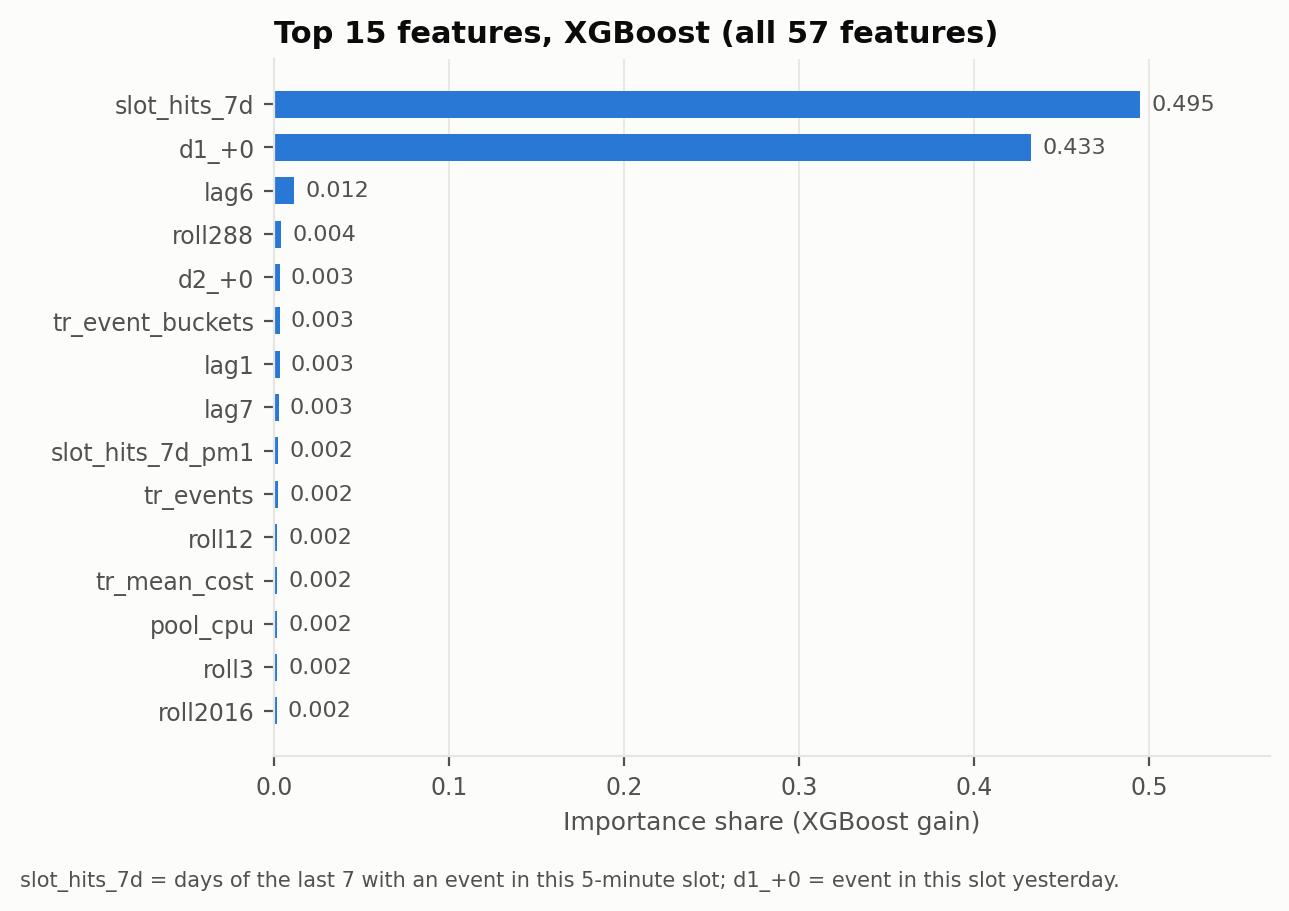 Top 15 features, XGBoost (all 57 features)
slot_hits_7d 0.495
d1_+0 0.433
lag6 0.012
roll288 0.004
d2_+0 0.003
tr_event_buckets 0.003
lag1 0.003
lag7 0.003
slot_hits_7d_pm1 0.002
tr_events 0.002
roll12 0.002
tr_mean_cost 0.002
pool_cpu 0.002
roll3 0.002
roll2016 0.002
0.0 0.1 0.2 0.3 0.4 0.5
Importance share (XGBoost gain)
slot_hits_7d = days of the last 7 with an event in this 5-minute slot; d1_+0 = event in this slot yesterday.